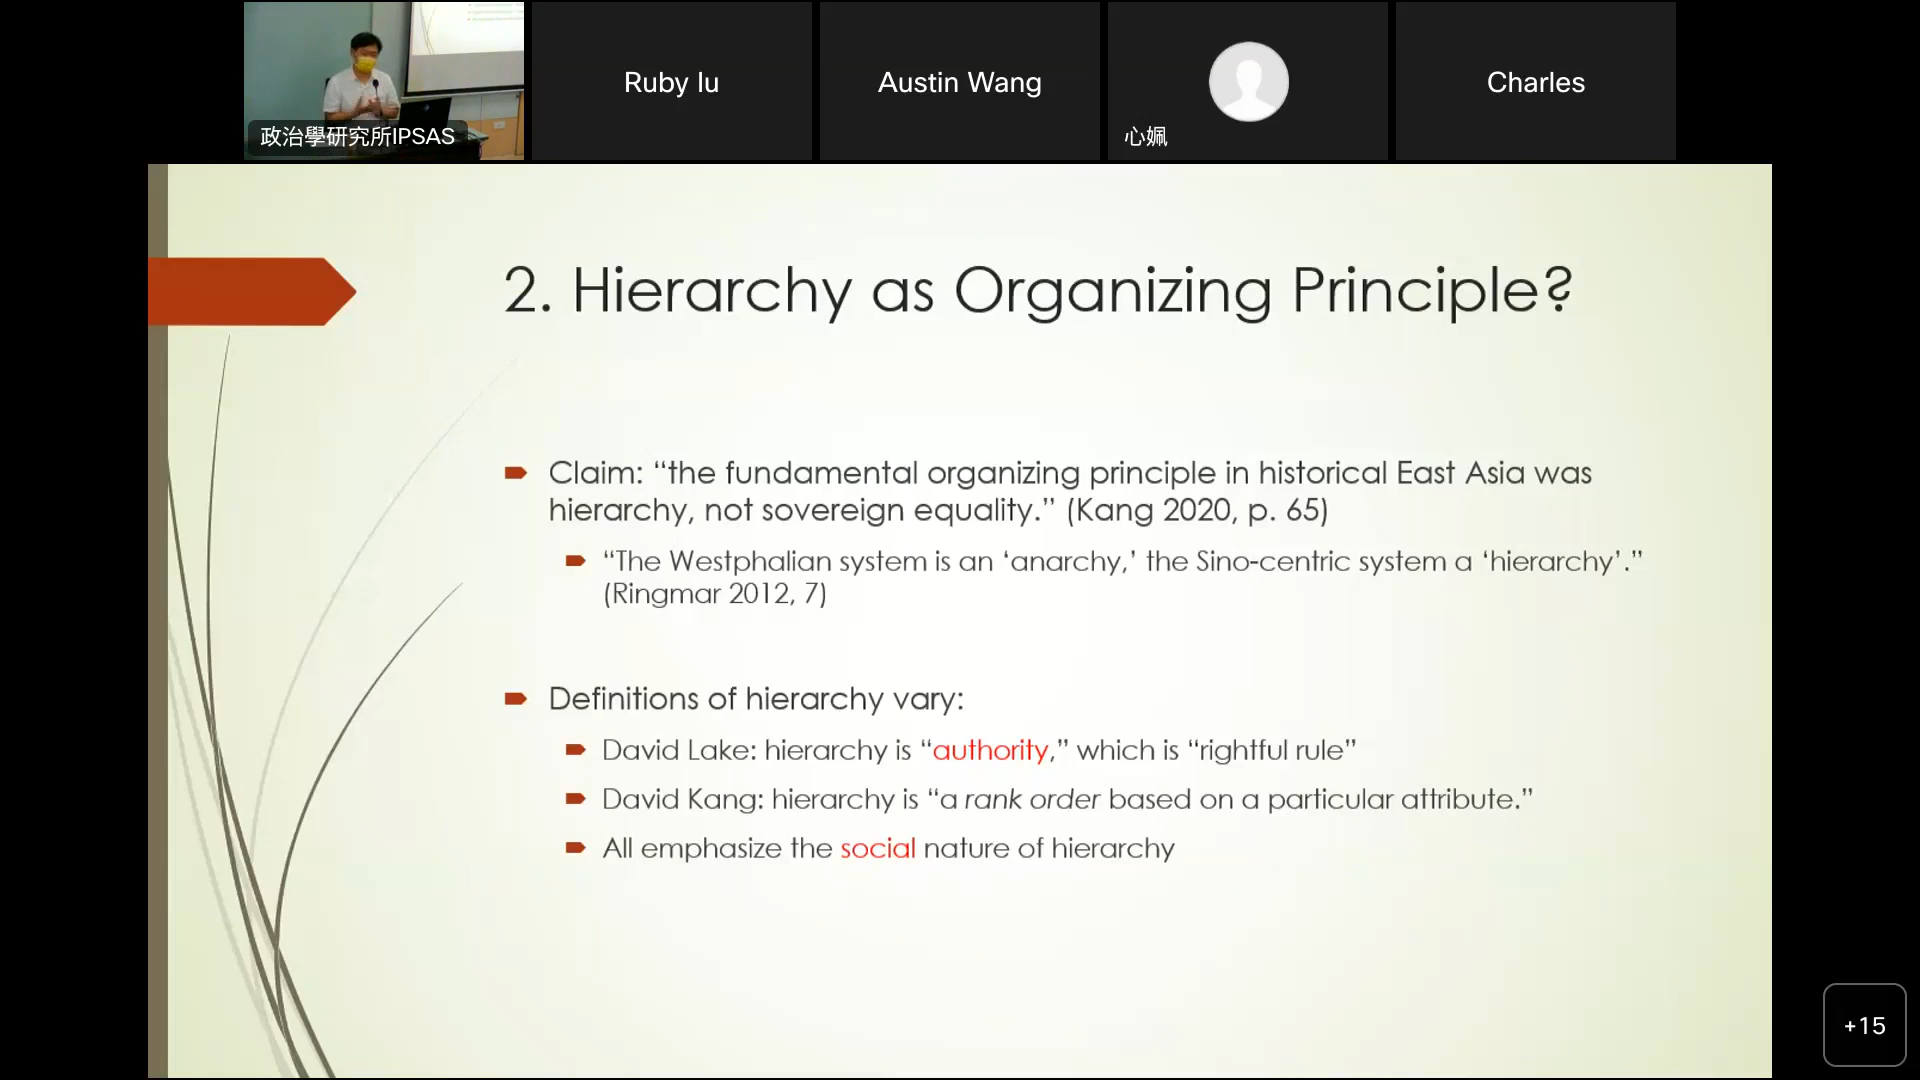 政治學研究所IPSAS
Ruby lu
Austin Wang
心姵
Charles
2. Hierarchy as Organizing Principle?
Claim: “the fundamental organizing principle in historical East Asia was
hierarchy, not sovereign equality.” (Kang 2020, p. 65)
“The Westphalian system is an ‘anarchy,’ the Sino-centric system a ‘hierarchy’.”
(Ringmar 2012, 7)
Definitions of hierarchy vary:
David Lake: hierarchy is “authority,” which is “rightful rule”
David Kang: hierarchy is “a rank order based on a particular attribute.”
All emphasize the social nature of hierarchy
+15